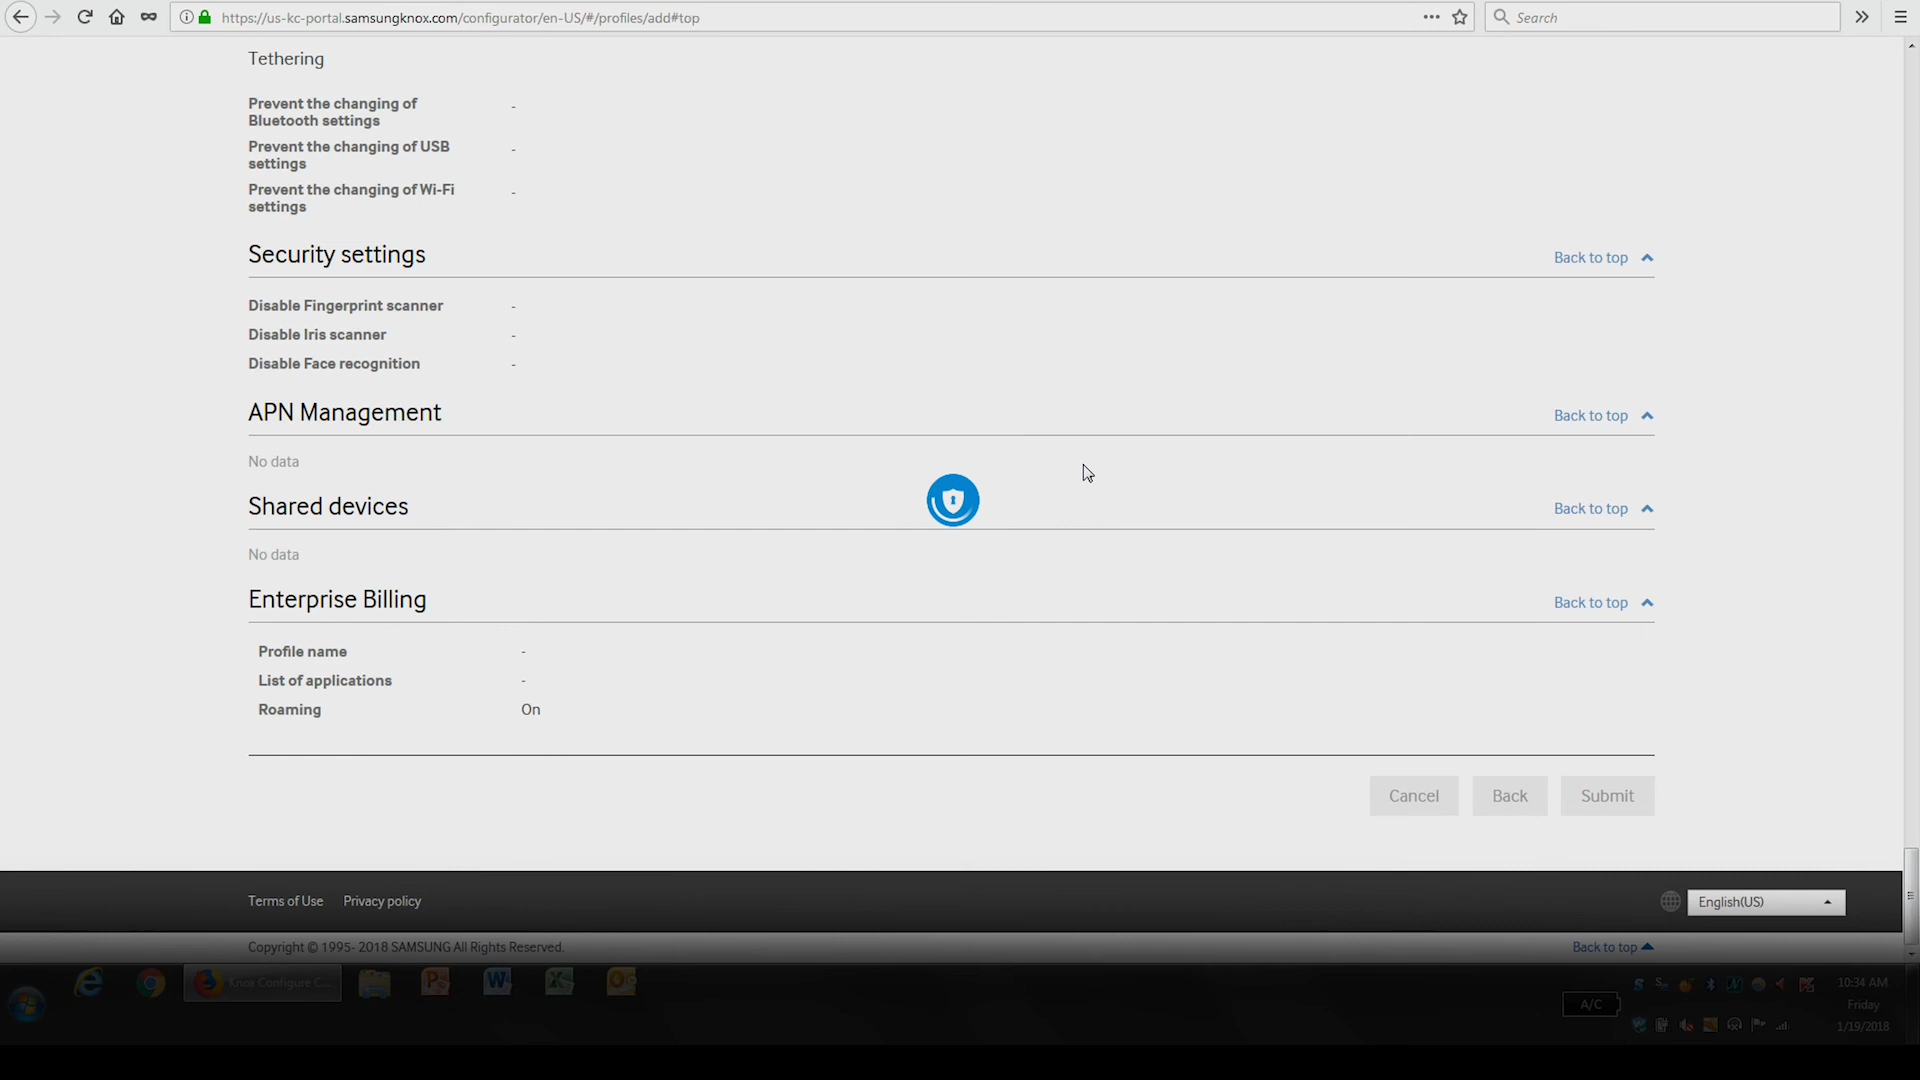 https://us-kc-portal.samsungknox.com/configurator/en-US/#/profiles/add#top
Search
Tethering
Prevent the changing of
Bluetooth settings -
Prevent the changing of USB
settings -
Prevent the changing of Wi-Fi
settings -
Security settings Back to top
Disable Fingerprint scanner -
Disable Iris scanner -
Disable Face recognition -
APN Management Back to top
No data
Shared devices Back to top
No data
Enterprise Billing Back to top
Profile name -
List of applications -
Roaming On
Cancel Back Submit
Terms of Use Privacy policy English(US)
Copyright © 1995- 2018 SAMSUNG All Rights Reserved. Back to top
Knox Configure C...
A/C
10:34 AM
Friday
1/19/2018